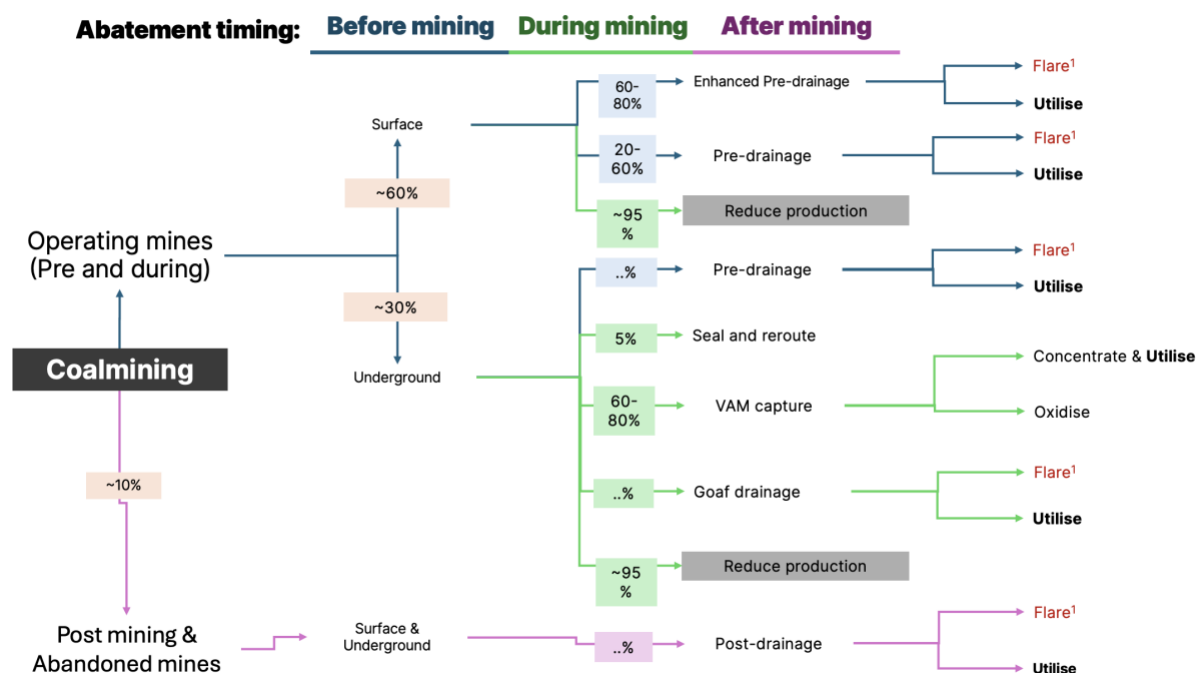 Abatement timing: Before mining During mining After mining
60-
80%
Enhanced Pre-drainage
Flare¹
Utilise
Surface
20-
60%
Pre-drainage
Flare¹
Utilise
~60%
~95
%
Reduce production
Operating mines
(Pre and during)
..%
Pre-drainage
Flare¹
Utilise
~30%
5%
Seal and reroute
Coalmining
Underground
60-
80%
VAM capture
Concentrate & Utilise
Oxidise
~10%
..%
Goaf drainage
Flare¹
Utilise
~95
%
Reduce production
Post mining &
Abandoned mines
Surface &
Underground
..%
Post-drainage
Flare¹
Utilise